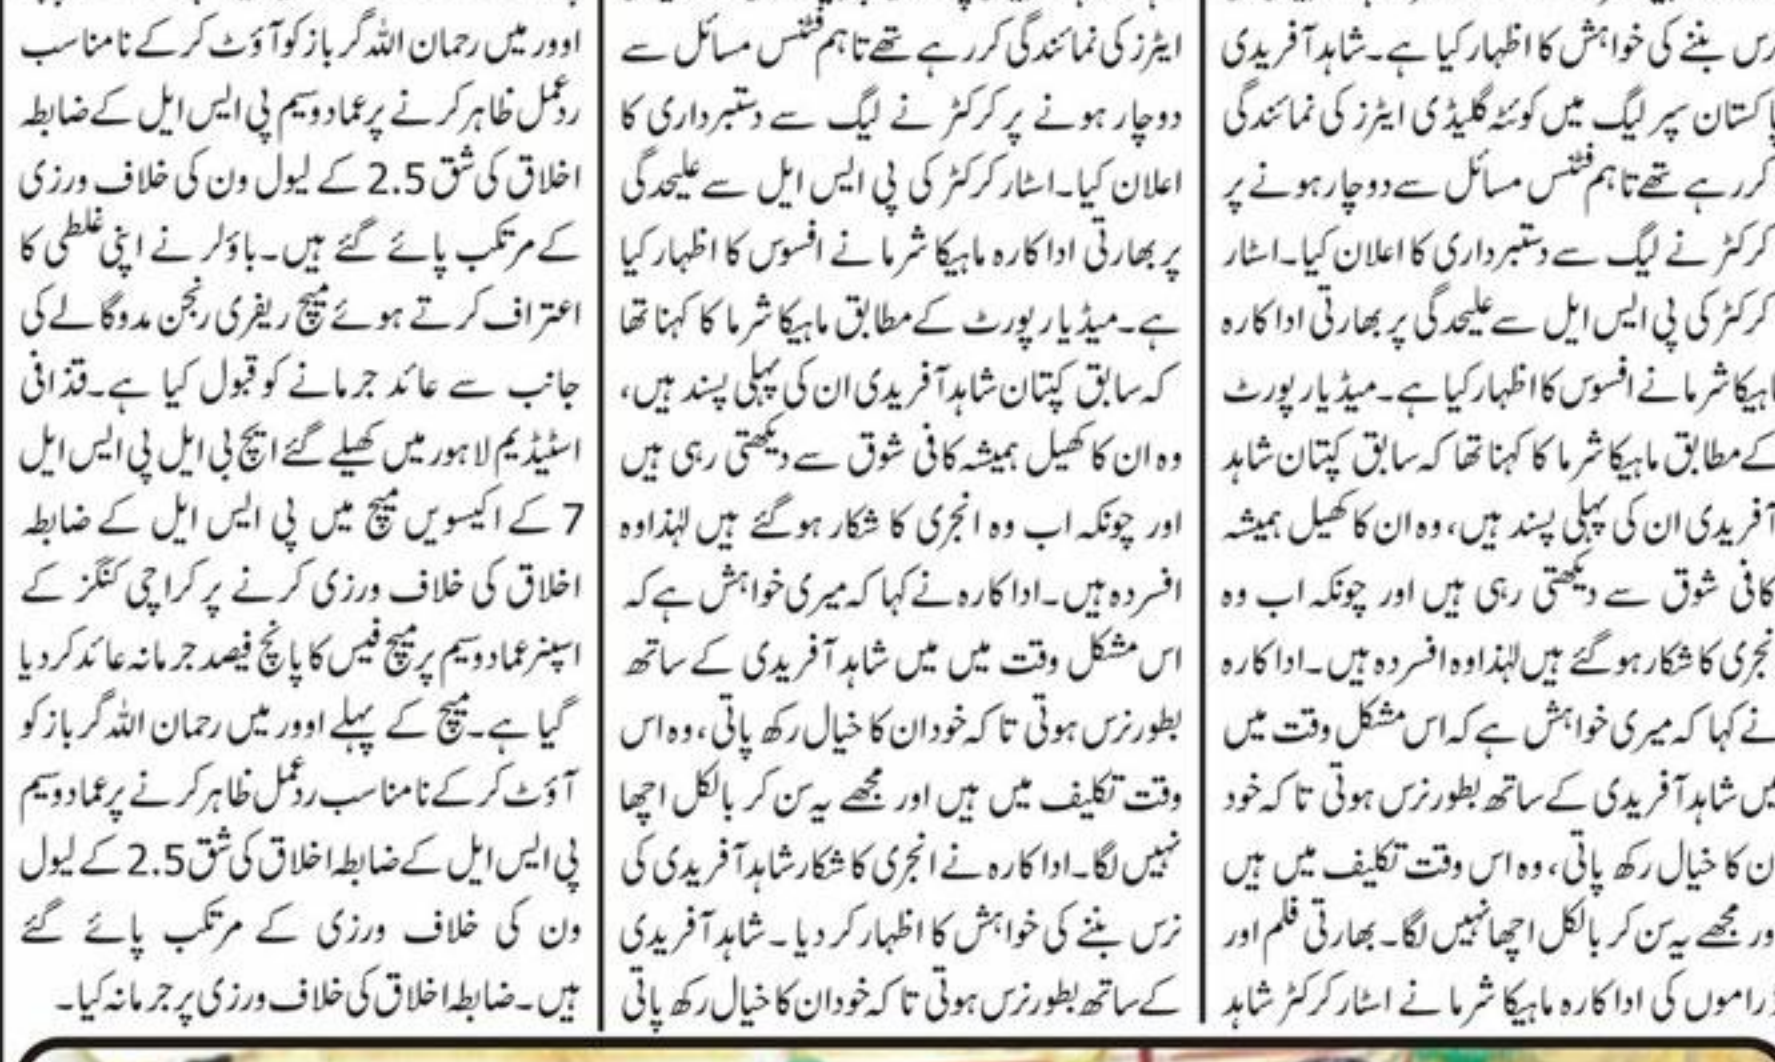 رس بننے کی خواہش کا اظہار کیا ہے۔شاہد آفریدی
پاکستان سپر لیگ میں کوئٹہ گلیڈی ایٹرز کی نمائندگی
کررہے تھے تاہم فٹنس مسائل سے دوچار ہونے پر
کرکٹر نے لیگ سے دستبرداری کا اعلان کیا۔اسٹار
کرکٹر کی پی ایس ایل سے علیحدگی پر بھارتی اداکارہ
ماہیکا شرما نے افسوس کا اظہار کیا ہے۔میڈیا رپورٹ
کے مطابق ماہیکا شرما کا کہنا تھا کہ سابق کپتان شاہد
آفریدی ان کی پہلی پسند ہیں، وہ ان کا کھیل ہمیشہ
کافی شوق سے دیکھتی رہی ہیں اور چونکہ اب وہ
نجری کا شکار ہوگئے ہیں لہٰذا وہ افسردہ ہیں۔اداکارہ
نے کہا کہ میری خواہش ہے کہ اس مشکل وقت میں
میں شاہد آفریدی کے ساتھ بطور نرس ہوتی تا کہ خود
ن کا خیال رکھ پاتی، وہ اس وقت تکلیف میں ہیں
ور مجھے یہ سن کر بالکل اچھا نہیں لگا۔ بھارتی فلم اور
ڈراموں کی اداکارہ ماہیکا شرما نے اسٹار کرکٹر شاہد
ایٹرز کی نمائندگی کررہے تھے تاہم فٹنس مسائل سے
دوچار ہونے پر کرکٹر نے لیگ سے دستبرداری کا
اعلان کیا۔اسٹار کرکٹر کی پی ایس ایل سے علیحدگی
پر بھارتی اداکارہ ماہیکا شرما نے افسوس کا اظہار کیا
ہے۔میڈیا رپورٹ کے مطابق ماہیکا شرما کا کہنا تھا
کہ سابق کپتان شاہد آفریدی ان کی پہلی پسند ہیں،
وہ ان کا کھیل ہمیشہ کافی شوق سے دیکھتی رہی ہیں
اور چونکہ اب وہ انجری کا شکار ہوگئے ہیں لہٰذا وہ
افسردہ ہیں۔اداکارہ نے کہا کہ میری خواہش ہے کہ
اس مشکل وقت میں میں شاہد آفریدی کے ساتھ
بطور نرس ہوتی تا کہ خود ان کا خیال رکھ پاتی، وہ اس
وقت تکلیف میں ہیں اور مجھے یہ سن کر بالکل اچھا
نہیں لگا۔اداکارہ نے انجری کا شکار شاہد آفریدی کی
نرس بننے کی خواہش کا اظہار کر دیا۔شاہد آفریدی
کے ساتھ بطور نرس ہوتی تا کہ خود ان کا خیال رکھ پاتی
اوور میں رحمان اللہ گرباز کو آؤٹ کرکے نامناسب
ردعمل ظاہر کرنے پر عماد وسیم پی ایس ایل کے ضابطہ
اخلاق کی شق 2.5 کے لیول ون کی خلاف ورزی
کے مرتکب پائے گئے ہیں۔باؤلر نے اپنی غلطی کا
اعتراف کرتے ہوئے میچ ریفری رنجن مدوگالے کی
جانب سے عائد جرمانے کو قبول کیا ہے۔قذافی
اسٹیڈیم لاہور میں کھیلے گئے ایچ بی ایل پی ایس ایل
7 کے اکیسویں میچ میں پی ایس ایل کے ضابطہ
اخلاق کی خلاف ورزی کرنے پر کراچی کنگز کے
اسپنر عماد وسیم پر میچ فیس کا پانچ فیصد جرمانہ عائد کردیا
گیا ہے۔میچ کے پہلے اوور میں رحمان اللہ گرباز کو
آؤٹ کرکے نامناسب ردعمل ظاہر کرنے پر عماد وسیم
پی ایس ایل کے ضابطہ اخلاق کی شق 2.5 کے لیول
ون کی خلاف ورزی کے مرتکب پائے گئے
ہیں۔ضابطہ اخلاق کی خلاف ورزی پر جرمانہ کیا۔